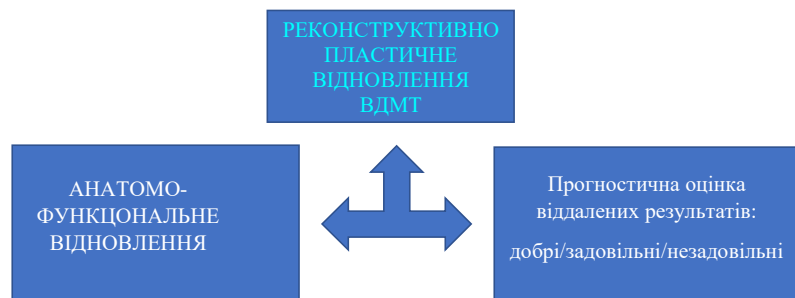 РЕКОНСТРУКТИВНО
ПЛАСТИЧНЕ
ВІДНОВЛЕННЯ
ВДМТ
АНАТОМО-
ФУНКЦОНАЛЬНЕ
ВІДНОВЛЕННЯ
Прогностична оцінка
віддалених результатів:
добрі/задовільні/незадовільні